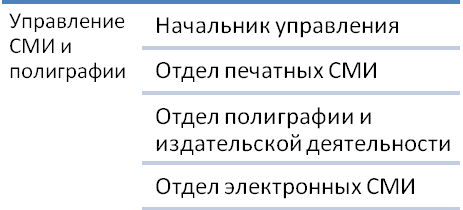 Управление
СМИ и
полиграфии
Начальник управления
Отдел печатных СМИ
Отдел полиграфии и
издательской деятельности
Отдел электронных СМИ